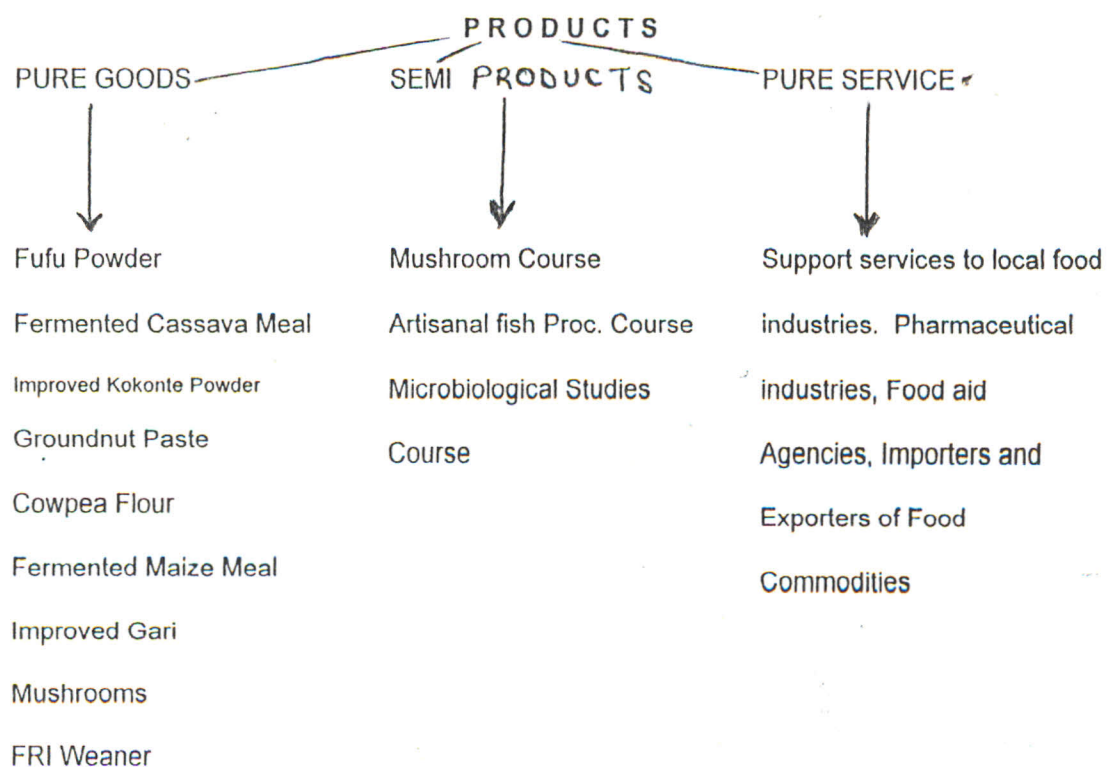 PRODUCTS
PURE GOODS
SEMI PRODUCTS
PURE SERVICE
Fufu Powder
Fermented Cassava Meal
Improved Kokonte Powder
Groundnut Paste
Cowpea Flour
Fermented Maize Meal
Improved Gari
Mushrooms
FRI Weaner
Mushroom Course
Artisanal fish Proc. Course
Microbiological Studies
Course
Support services to local food
industries. Pharmaceutical
industries, Food aid
Agencies, Importers and
Exporters of Food
Commodities